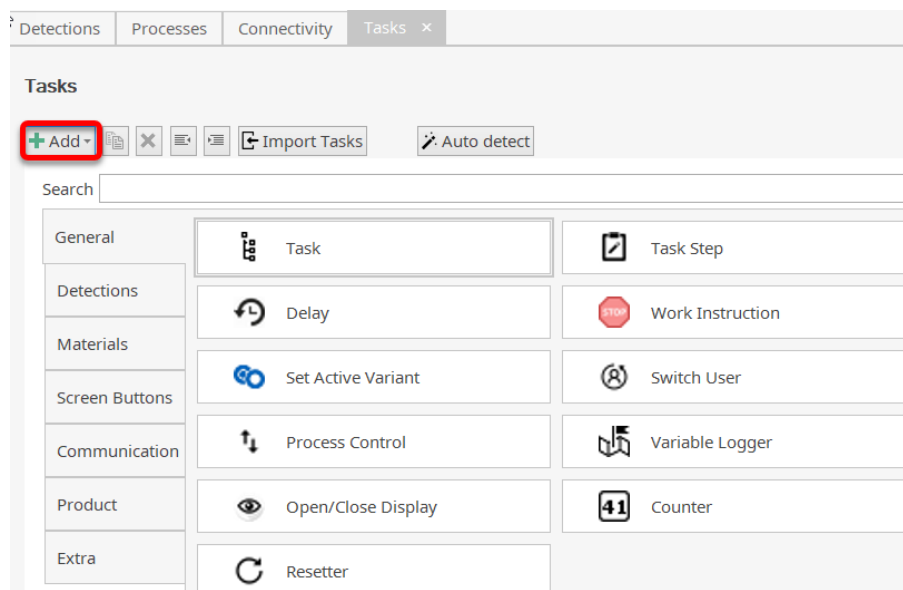 Detections Processes Connectivity Tasks ×
Tasks
Add Import Tasks Auto detect
Search
General
Detections
Materials
Screen Buttons
Communication
Product
Extra
Task Task Step
Delay STOP Work Instruction
Set Active Variant Switch User
Process Control Variable Logger
Open/Close Display 41 Counter
Resetter